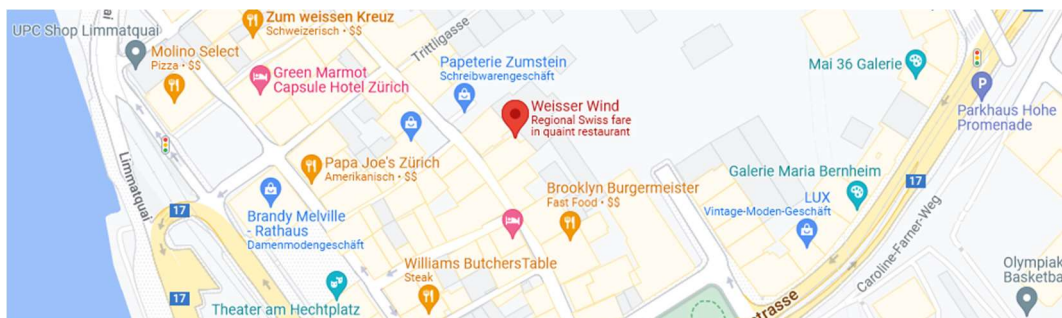 Zum weissen Kreuz
Schweizerisch • $$
UPC Shop Limmatquai
Molino Select
Pizza • $$
Trittligasse
Green Marmot
Capsule Hotel Zürich
Papeterie Zumstein
Schreibwarengeschäft
Mai 36 Galerie
Weisser Wind
Regional Swiss fare
in quaint restaurant
P
Parkhaus Hohe
Promenade
Limmatquai
Papa Joe's Zürich
Amerikanisch • $$
Galerie Maria Bernheim
17
Brooklyn Burgermeister
Fast Food • $$
LUX
Vintage-Moden-Geschäft
17
Brandy Melville
- Rathaus
Damenmodengeschäft
Caroline-Farner-Weg
Williams ButchersTable
Steak
Olympiak
Basketba
17
Theater am Hechtplatz
strasse